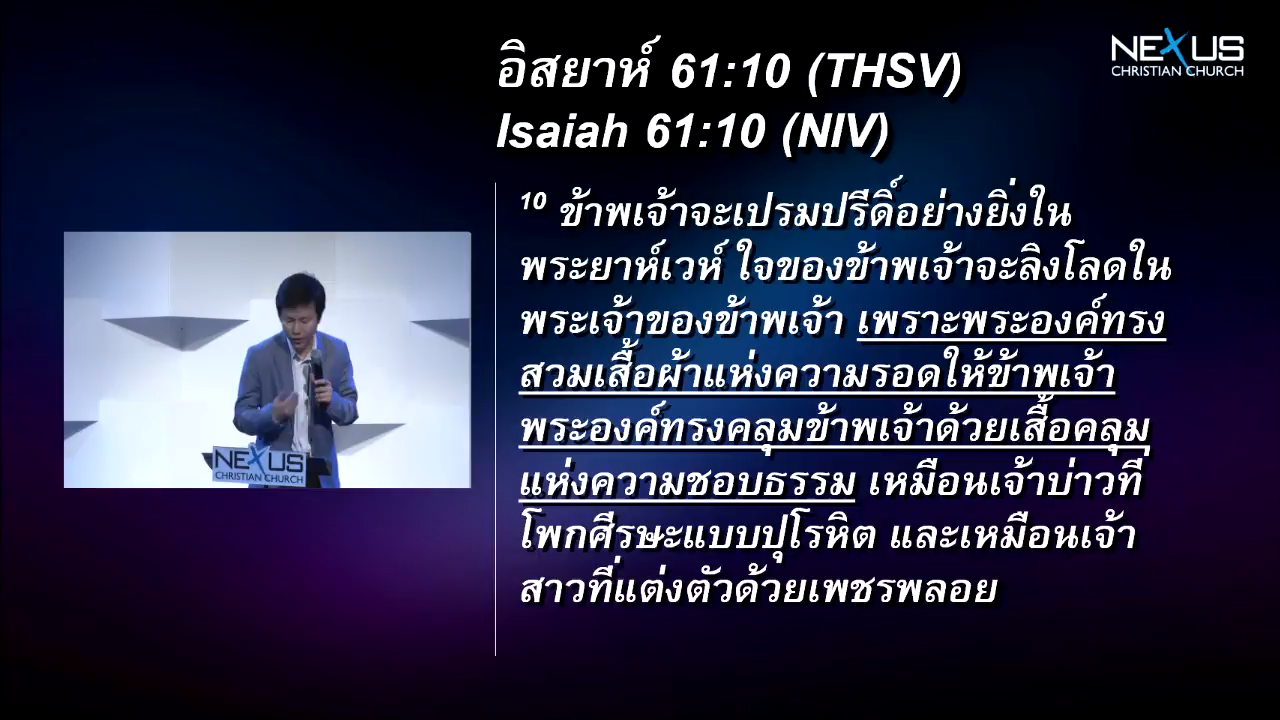 NEXUS
CHRISTIAN CHURCH
อิสยาห์ 61:10 (THSV)
Isaiah 61:10 (NIV)
10 ข้าพเจ้าจะเปรมปรีดิ์อย่างยิ่งใน
พระยาห์เวห์ ใจของข้าพเจ้าจะลิงโลดใน
พระเจ้าของข้าพเจ้า เพราะพระองค์ทรง
สวมเสื้อผ้าแห่งความรอดให้ข้าพเจ้า
พระองค์ทรงคลุมข้าพเจ้าด้วยเสื้อคลุม
แห่งความชอบธรรม เหมือนเจ้าบ่าวที่
โพกศีรษะแบบปุโรหิต และเหมือนเจ้า
สาวที่แต่งตัวด้วยเพชรพลอย
NEXUS
CHRISTIAN CHURCH